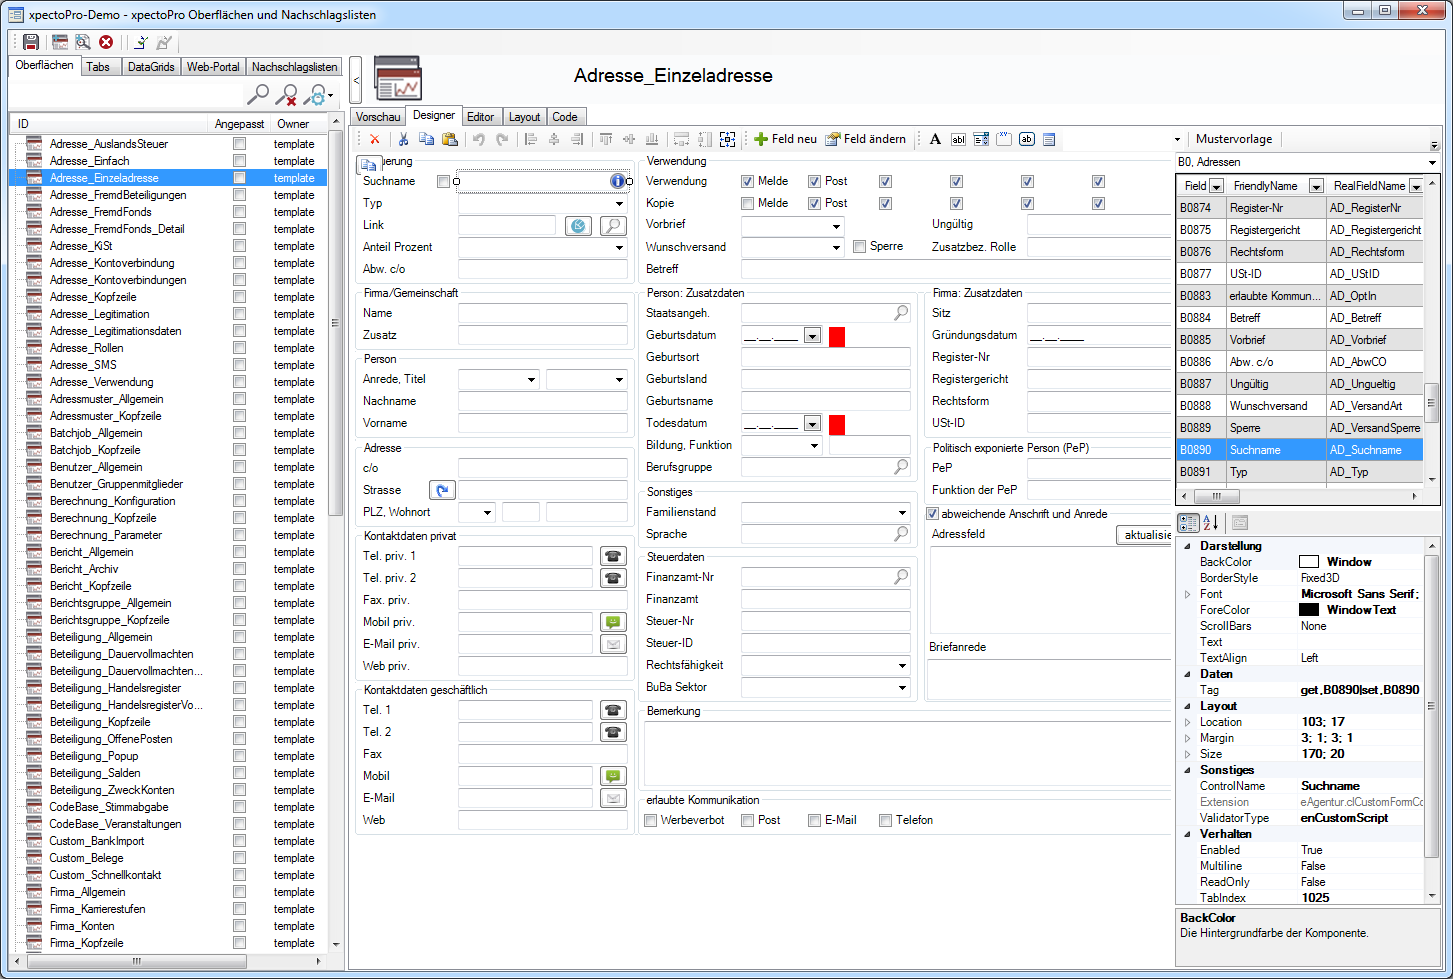 xpectoPro-Demo - xpectoPro Oberflächen und Nachschlagslisten
Oberflächen Tabs DataGrids Web-Portal Nachschlagslisten
ID Angepasst Owner
Adresse_AuslandsSteuer template
Adresse_Einfach template
Adresse_Einzeladresse template
Adresse_FremdBeteiligungen template
Adresse_FremdFonds template
Adresse_FremdFonds_Detail template
Adresse_KiSt template
Adresse_Kontoverbindung template
Adresse_Kontoverbindungen template
Adresse_Kopfzeile template
Adresse_Legitimation template
Adresse_Legitimationsdaten template
Adresse_Rollen template
Adresse_SMS template
Adresse_Verwendung template
Adressmuster_Allgemein template
Adressmuster_Kopfzeile template
Batchjob_Allgemein template
Batchjob_Kopfzeile template
Benutzer_Allgemein template
Benutzer_Gruppenmitglieder template
Berechnung_Konfiguration template
Berechnung_Kopfzeile template
Berechnung_Parameter template
Bericht_Allgemein template
Bericht_Archiv template
Bericht_Kopfzeile template
Berichtsgruppe_Allgemein template
Berichtsgruppe_Kopfzeile template
Beteiligung_Allgemein template
Beteiligung_Dauervollmachten template
Beteiligung_Dauervollmachten... template
Beteiligung_Handelsregister template
Beteiligung_HandelsregisterVo... template
Beteiligung_Kopfzeile template
Beteiligung_OffenePosten template
Beteiligung_Popup template
Beteiligung_Salden template
Beteiligung_ZweckKonten template
CodeBase_Stimmabgabe template
CodeBase_Veranstaltungen template
Custom_BankImport template
Custom_Belege template
Custom_Schnellkontakt template
Firma_Allgemein template
Firma_Karrierestufen template
Firma_Konten template
Firma_Kopfzeile template
< Adresse_Einzeladresse
Vorschau Designer Editor Layout Code
Feld neu Feld ändern A abl ab Mustervorlage
uerung
Suchname
Typ
Link
Anteil Prozent
Abw. c/o
Firma/Gemeinschaft
Name
Zusatz
Person
Anrede, Titel
Nachname
Vorname
Adresse
c/o
Strasse
PLZ, Wohnort
Kontaktdaten privat
Tel. priv. 1
Tel. priv. 2
Fax. priv.
Mobil priv.
E-Mail priv.
Web priv.
Kontaktdaten geschäftlich
Tel. 1
Tel. 2
Fax
Mobil
E-Mail
Web
Verwendung
Verwendung Melde Post
Kopie Melde Post
Vorbrief Ungültig
Wunschversand Sperre Zusatzbez. Rolle
Betreff
Person: Zusatzdaten
Staatsangeh.
Geburtsdatum __.__.____
Geburtsort
Geburtsland
Geburtsname
Todesdatum __.__.____
Bildung, Funktion
Berufsgruppe
Sonstiges
Familienstand
Sprache
Steuerdaten
Finanzamt-Nr
Finanzamt
Steuer-Nr
Steuer-ID
Rechtsfähigkeit
BuBa Sektor
Firma: Zusatzdaten
Sitz
Gründungsdatum __.__.____
Register-Nr
Registergericht
Rechtsform
USt-ID
Politisch exponierte Person (PeP)
PeP
Funktion der PeP
abweichende Anschrift und Anrede
Adressfeld aktualisie
Briefanrede
Bemerkung
erlaubte Kommunikation
Werbeverbot Post E-Mail Telefon
B0, Adressen
Field FriendlyName RealFieldName
B0874 Register-Nr AD_RegisterNr
B0875 Registergericht AD_Registergericht
B0876 Rechtsform AD_Rechtsform
B0877 USt-ID AD_UStID
B0883 erlaubte Kommun... AD_OptIn
B0884 Betreff AD_Betreff
B0885 Vorbrief AD_Vorbrief
B0886 Abw. c/o AD_AbwCO
B0887 Ungültig AD_Ungueltig
B0888 Wunschversand AD_VersandArt
B0889 Sperre AD_VersandSperre
B0890 Suchname AD_Suchname
B0891 Typ AD_Typ
Darstellung
BackColor Window
BorderStyle Fixed3D
Font Microsoft Sans Serif;
ForeColor WindowText
ScrollBars None
Text
TextAlign Left
Daten
Tag get.B0890|set.B0890
Layout
Location 103; 17
Margin 3; 1; 3; 1
Size 170; 20
Sonstiges
ControlName Suchname
Extension eAgentur.clCustomFormCo
ValidatorType enCustomScript
Verhalten
Enabled True
Multiline False
ReadOnly False
TabIndex 1025
BackColor
Die Hintergrundfarbe der Komponente.